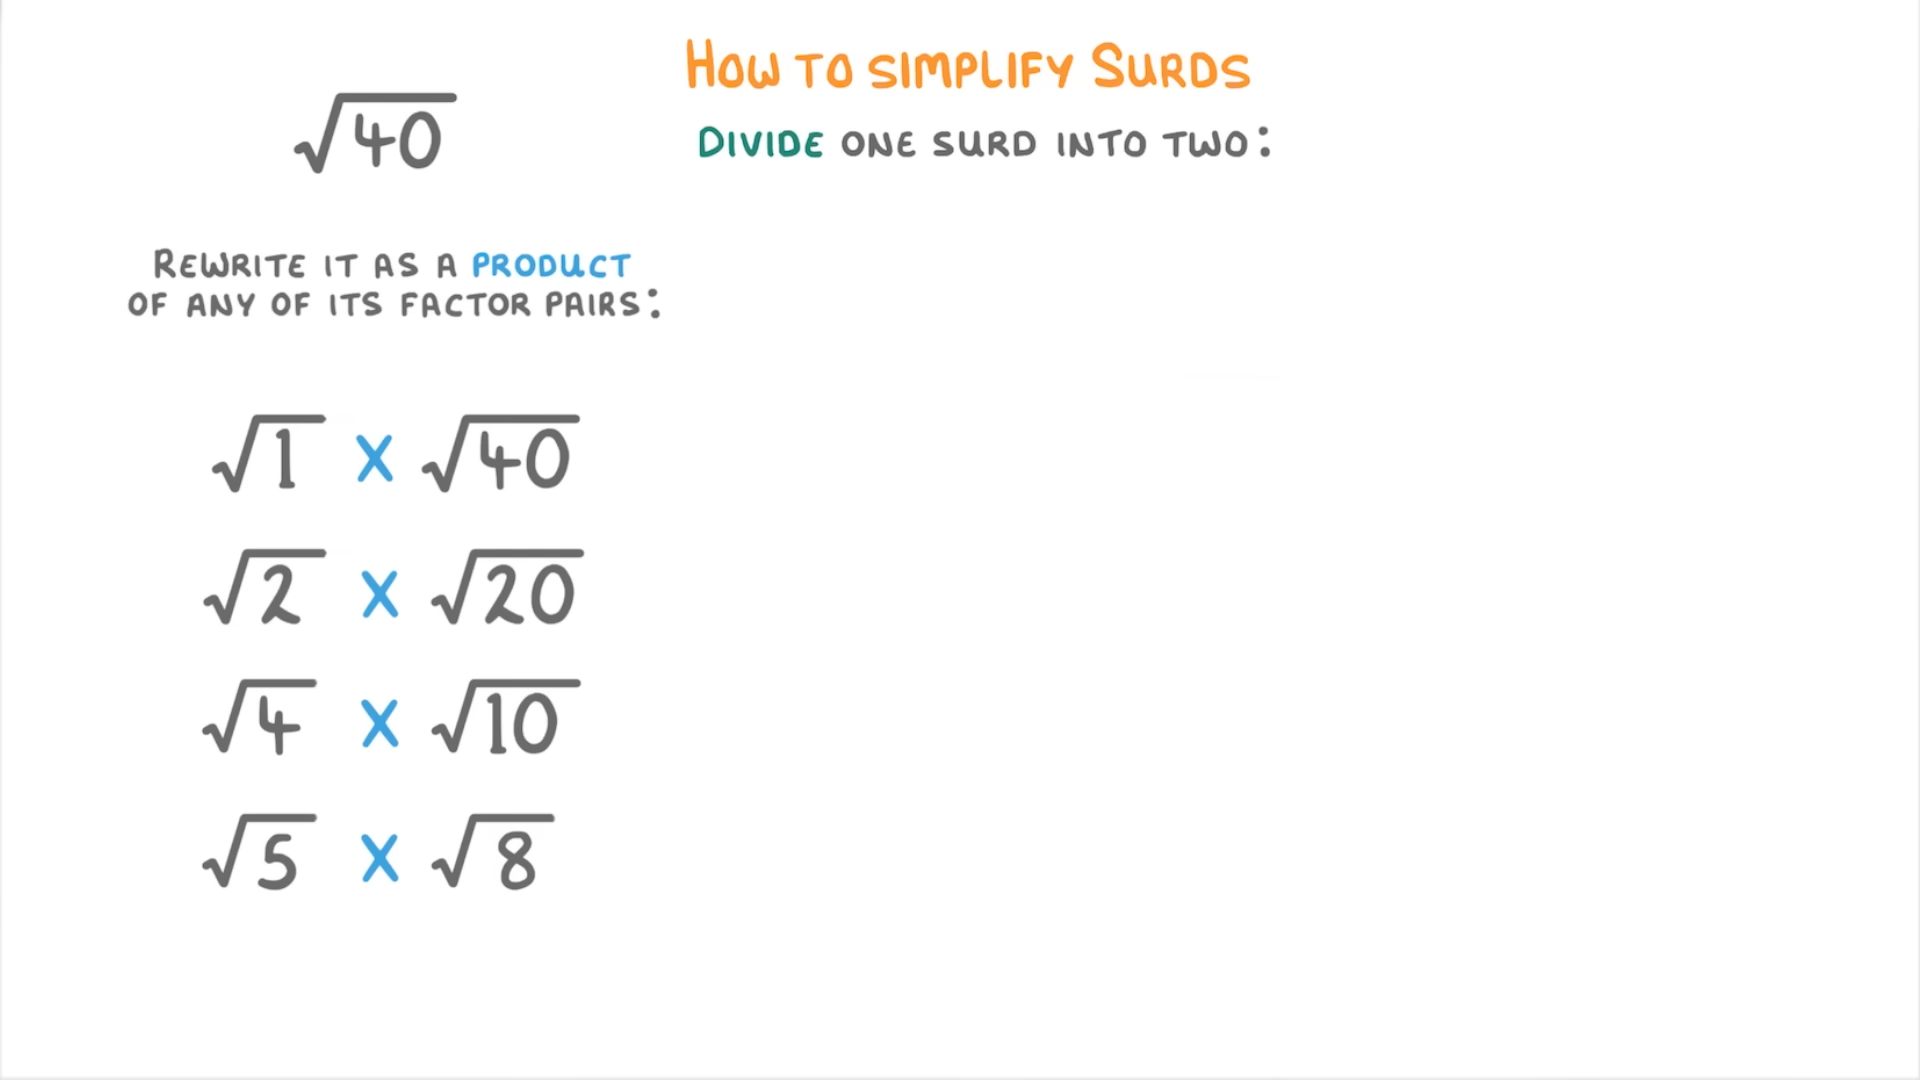 How to simplify Surds
Divide one surd into two:
√40
Rewrite it as a product
of any of its factor pairs:
√1 x √40
√2 x √20
√4 x √10
√5 x √8